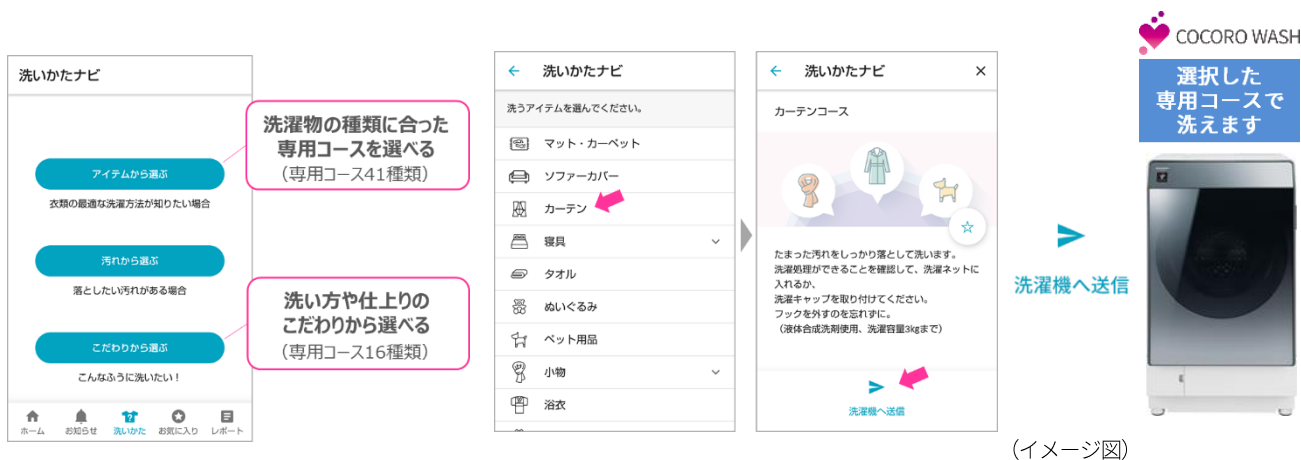 洗いかたナビ
アイテムから選ぶ
衣類の最適な洗濯方法が知りたい場合
汚れから選ぶ
落としたい汚れがある場合
こだわりから選ぶ
こんなふうに洗いたい！
ホーム
お知らせ
洗いかた
お気に入り
レポート
洗濯物の種類に合った
専用コースを選べる
（専用コース41種類）
洗い方や仕上りの
こだわりから選べる
（専用コース16種類）
洗いかたナビ
洗うアイテムを選んでください。
マット・カーペット
ソファーカバー
カーテン
寝具
タオル
ぬいぐるみ
ペット用品
小物
浴衣
洗いかたナビ
カーテンコース
たまった汚れをしっかり落として洗います。
洗濯処理ができることを確認して、洗濯ネットに
入れるか、
洗濯キャップを取り付けてください。
フックを外すのを忘れずに。
（液体合成洗剤使用、洗濯容量3kgまで）
洗濯機へ送信
洗濯機へ送信
COCORO WASH
選択した
専用コースで
洗えます
（イメージ図）